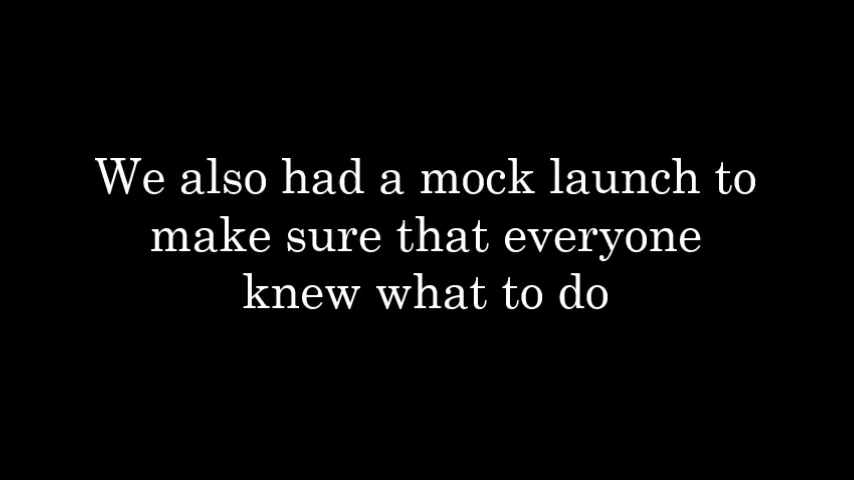 We also had a mock launch to
make sure that everyone
knew what to do